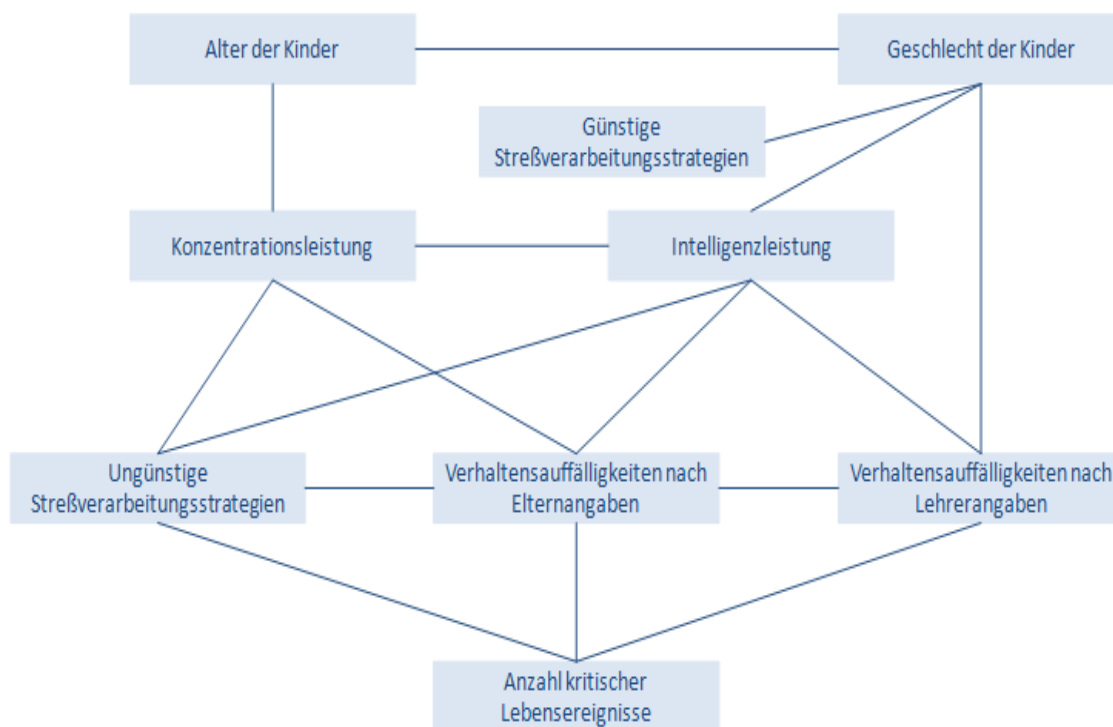 Alter der Kinder
Geschlecht der Kinder
Günstige
Streßverarbeitungsstrategien
Konzentrationsleistung
Intelligenzleistung
Ungünstige
Streßverarbeitungsstrategien
Verhaltensauffälligkeiten nach
Elternangaben
Verhaltensauffälligkeiten nach
Lehrerangaben
Anzahl kritischer
Lebensereignisse